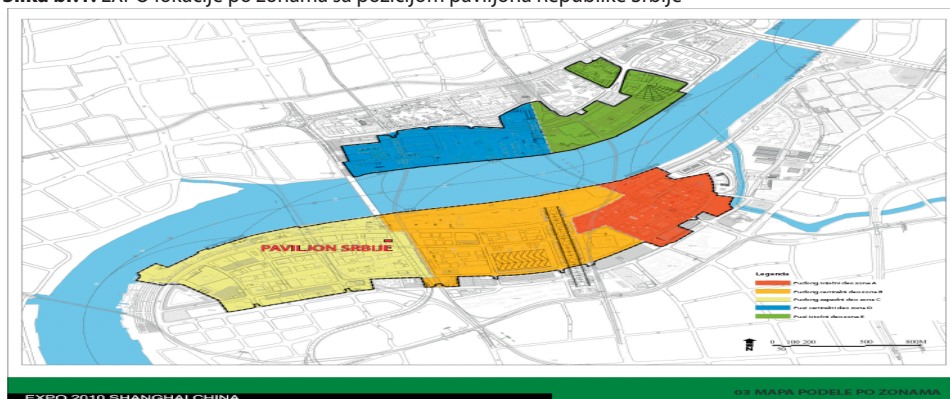 EXPO lokacije po zonama sa pozicijom paviljona Republike Srbije
PAVILJON SRBIJE
Legenda
Pudong istočni deo zona A
Pudong centralni deo zona B
Pudong zapadni deo zona C
Puxi centralni deo zona D
Puxi istočni deo zona E
0 100 200 500 800M
50
EXPO 2010 SHANGHAI CHINA
03 MAPA PODELE PO ZONAMA